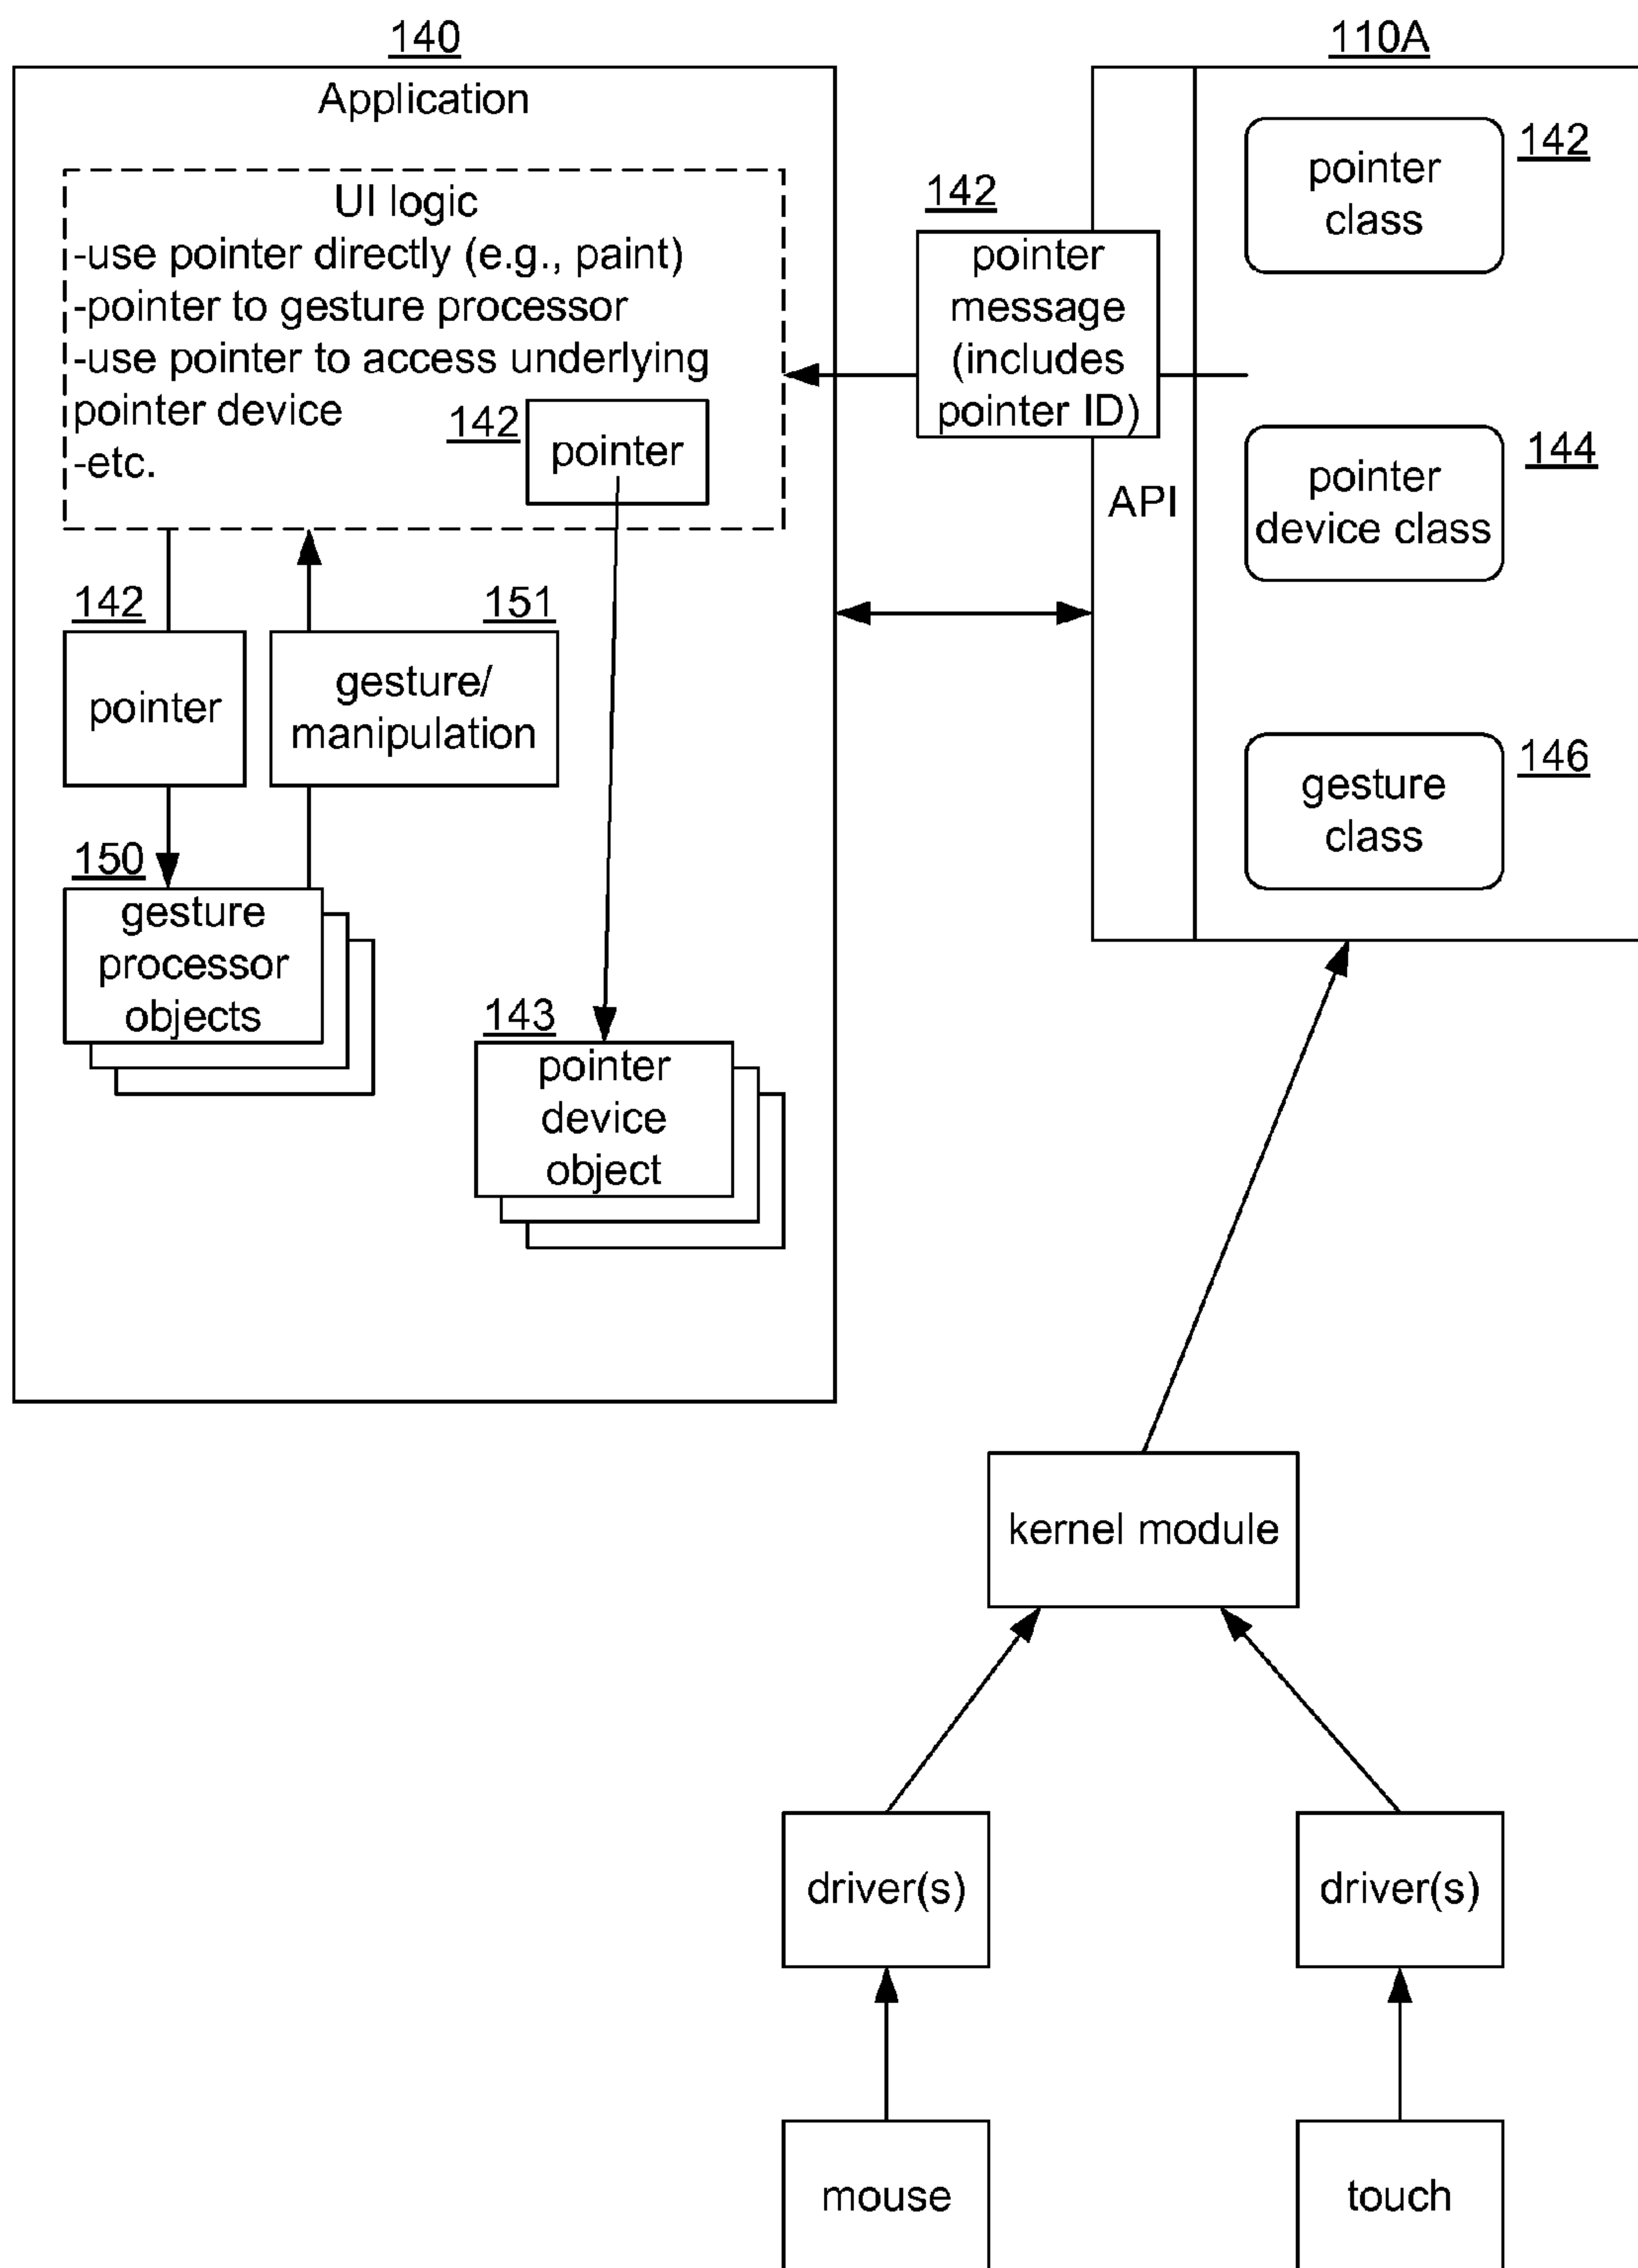 140
Application
UI logic
-use pointer directly (e.g., paint)
-pointer to gesture processor
-use pointer to access underlying
pointer device
-etc.
142
pointer
142
pointer
151
gesture/
manipulation
150
gesture
processor
objects
143
pointer
device
object
142
pointer
message
(includes
pointer ID)
API
110A
pointer
class
142
pointer
device class
144
gesture
class
146
kernel module
driver(s)
driver(s)
mouse
touch